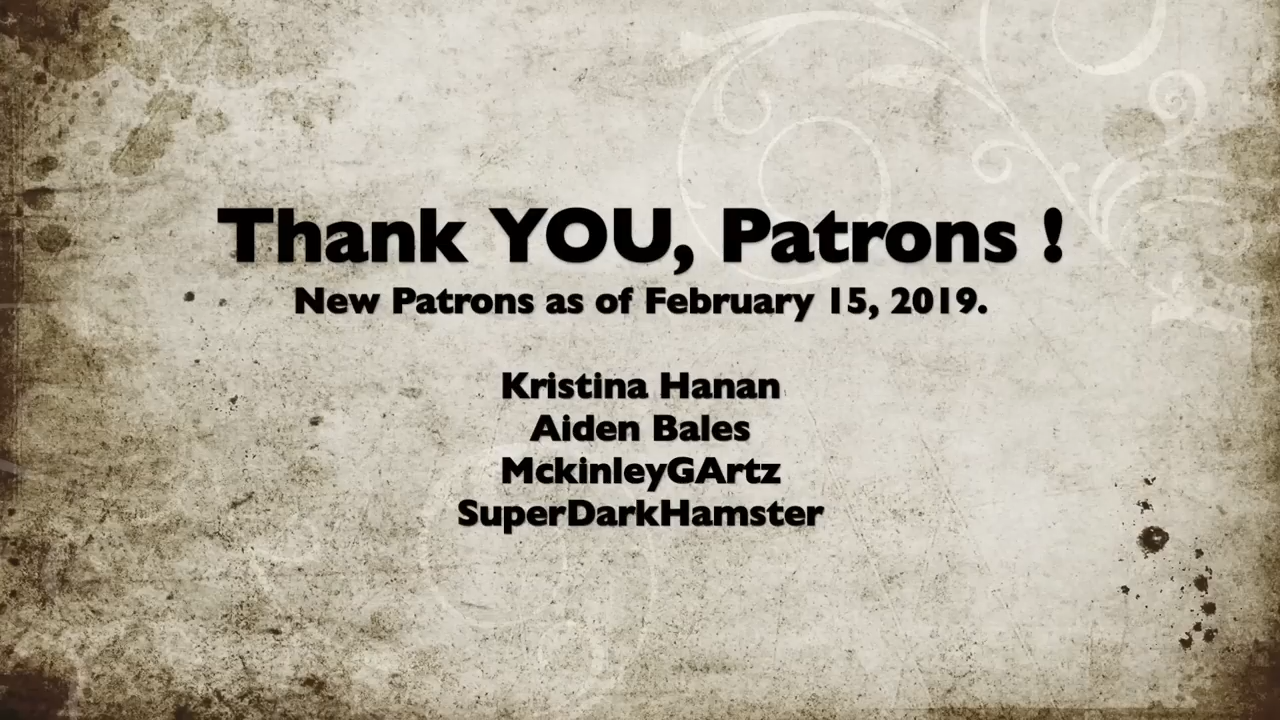 Thank YOU, Patrons !
New Patrons as of February 15, 2019.
Kristina Hanan
Aiden Bales
MckinleyGArtz
SuperDarkHamster